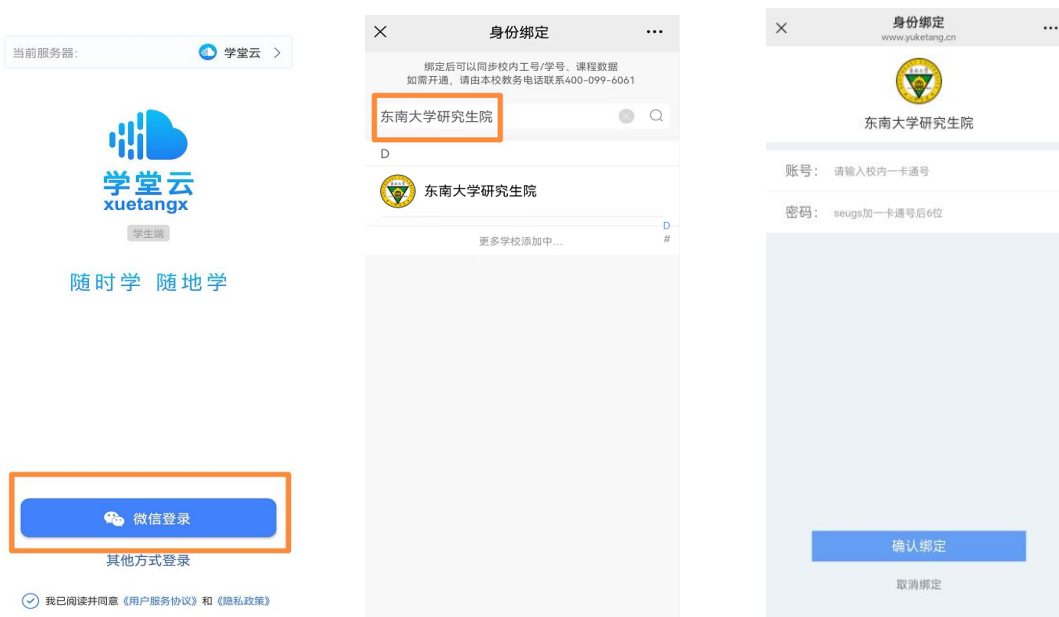 当前服务器:
学堂云 >
学堂云
xuetangx
学生端
随时学 随地学
微信登录
其他方式登录
我已阅读并同意《用户服务协议》和《隐私政策》
身份绑定
绑定后可以同步校内工号/学号、课程数据
如需开通，请由本校教务电话联系400-099-6061
东南大学研究生院
D
东南大学研究生院
D
更多学校添加中...
#
身份绑定
www.yuketang.cn
东南大学研究生院
账号： 请输入校内一卡通号
密码： seugs加一卡通号后6位
确认绑定
取消绑定